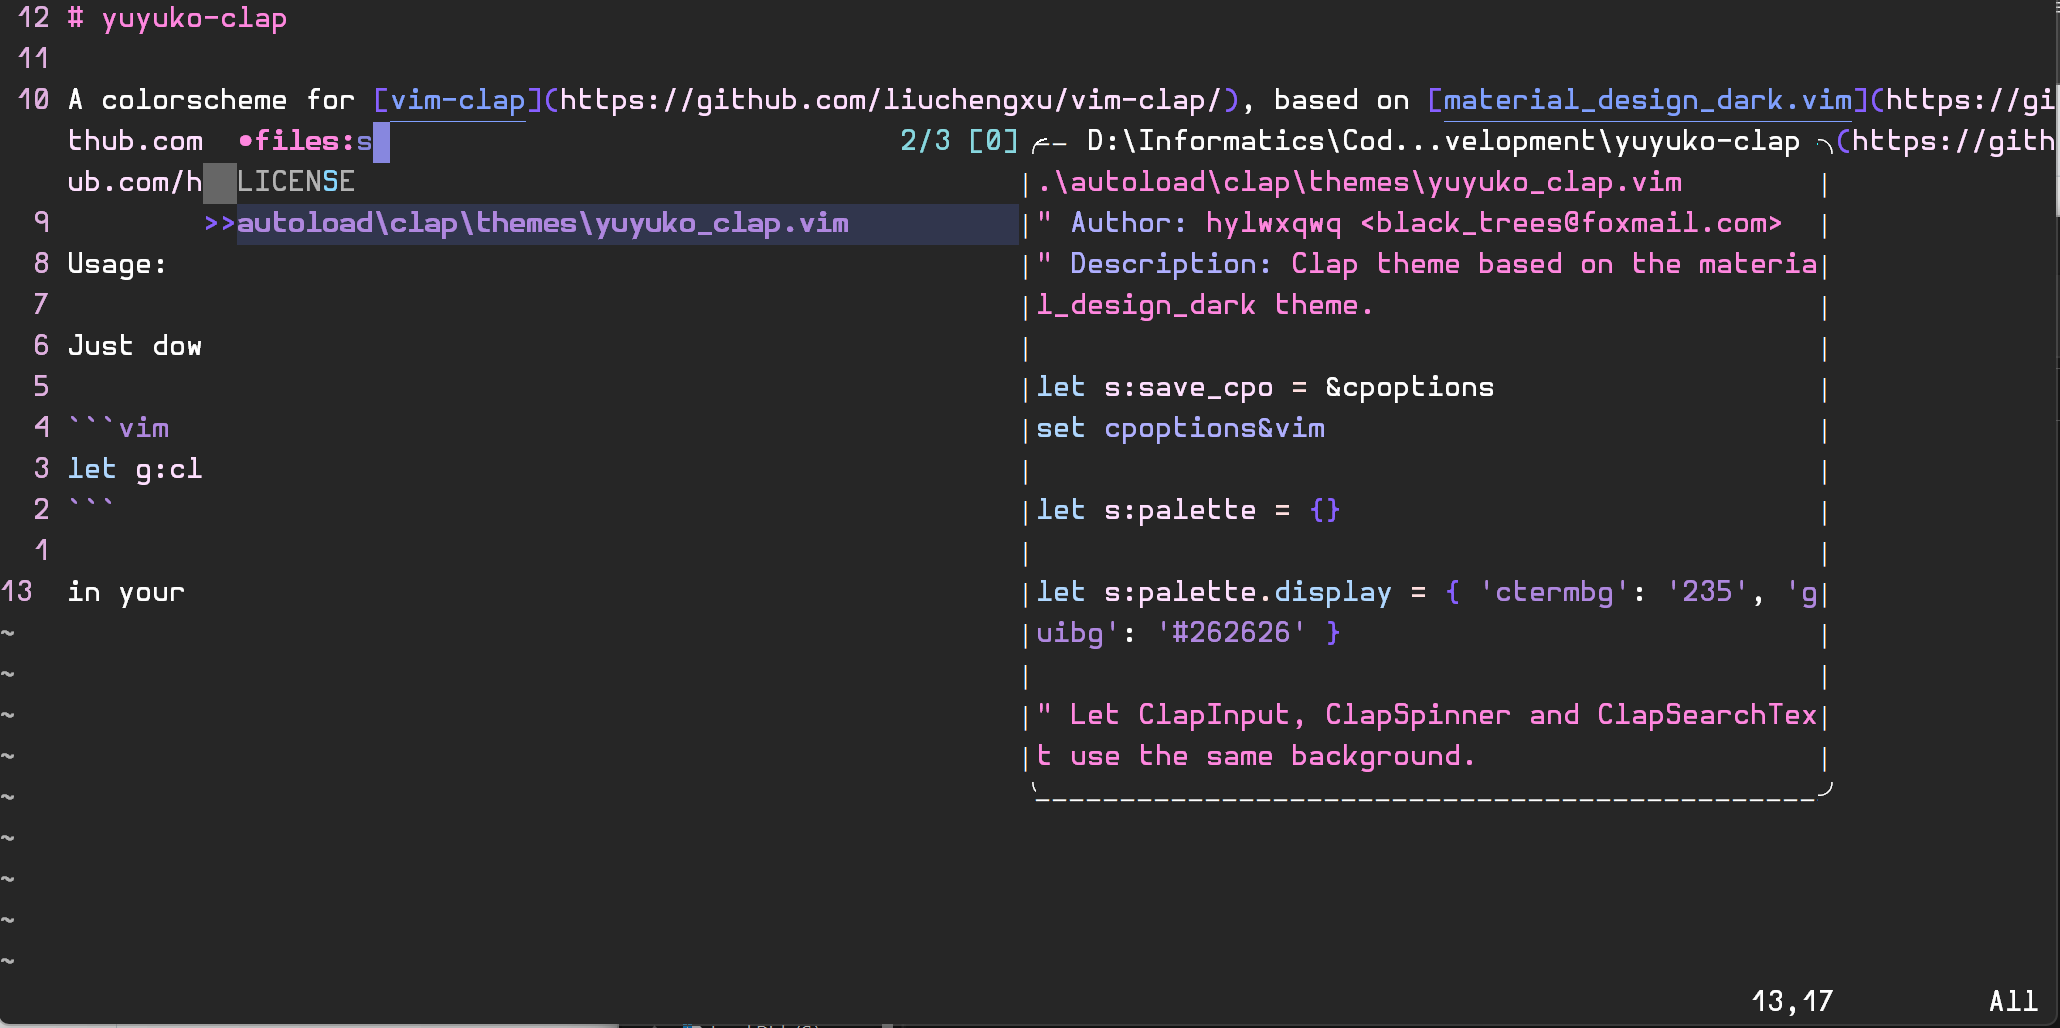 12 # yuyuko-clap
11
10 A colorscheme for [vim-clap](https://github.com/liuchengxu/vim-clap/), based on [material_design_dark.vim](https://gi
thub.com •files:s 2/3 [0] ╭-- D:\Informatics\Cod...velopment\yuyuko-clap ╮(https://gith
ub.com/h LICENSE |.\autoload\clap\themes\yuyuko_clap.vim |
9 >>autoload\clap\themes\yuyuko_clap.vim |" Author: hylwxqwq <black_trees@foxmail.com> |
8 Usage: |" Description: Clap theme based on the materia|
7 |l_design_dark theme. |
6 Just dow | |
5 |let s:save_cpo = &cpoptions |
4 ```vim |set cpoptions&vim |
3 let g:cl | |
2 ``` |let s:palette = {} |
1 | |
13 in your |let s:palette.display = { 'ctermbg': '235', 'g|
~ |uibg': '#262626' } |
~ | |
~ |" Let ClapInput, ClapSpinner and ClapSearchTex|
~ |t use the same background. |
~ ╰----------------------------------------------╯
~
~
~
~
13,17 All